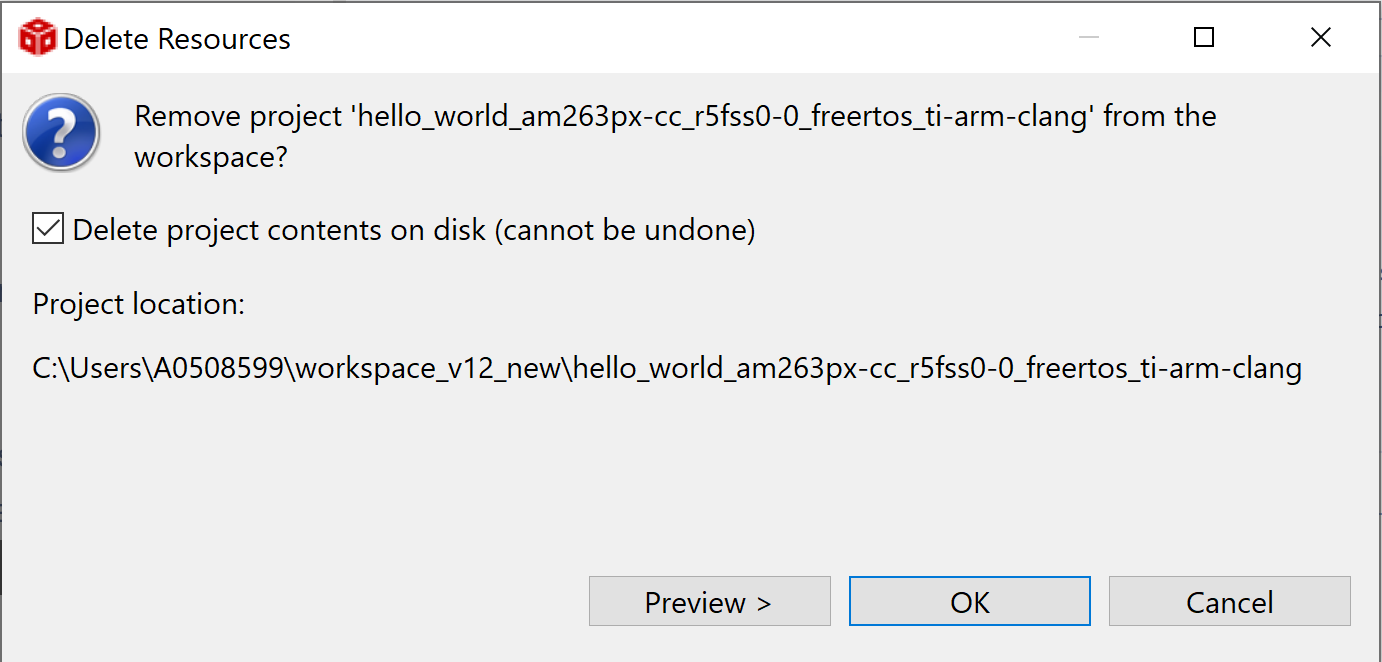 Delete Resources
Remove project 'hello_world_am263px-cc_r5fss0-0_freertos_ti-arm-clang' from the
workspace?
Delete project contents on disk (cannot be undone)
Project location:
C:\Users\A0508599\workspace_v12_new\hello_world_am263px-cc_r5fss0-0_freertos_ti-arm-clang
Preview >
OK
Cancel